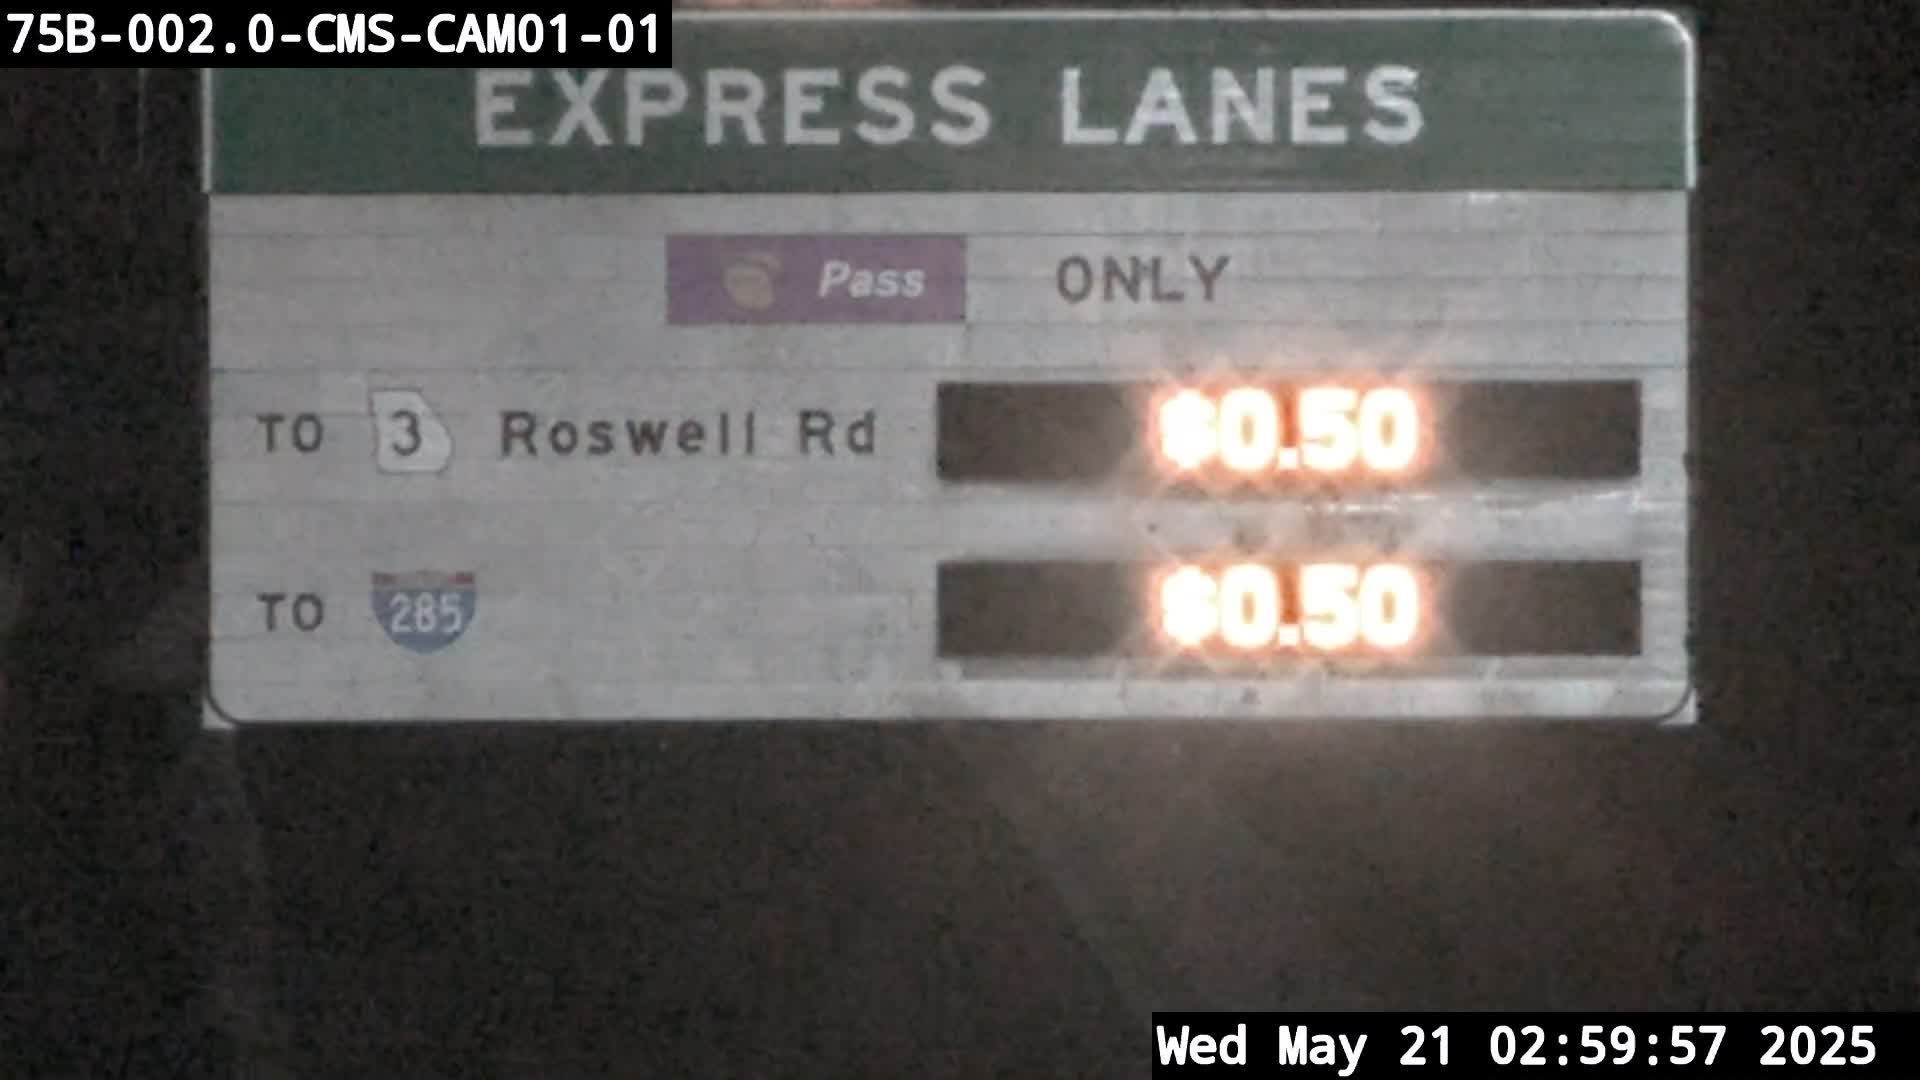 75B-002.0-CMS-CAM01-01
EXPRESS LANES
Pass ONLY
TO 3 Roswell Rd $0.50
TO 285 $0.50
Wed May 21 02:59:57 2025